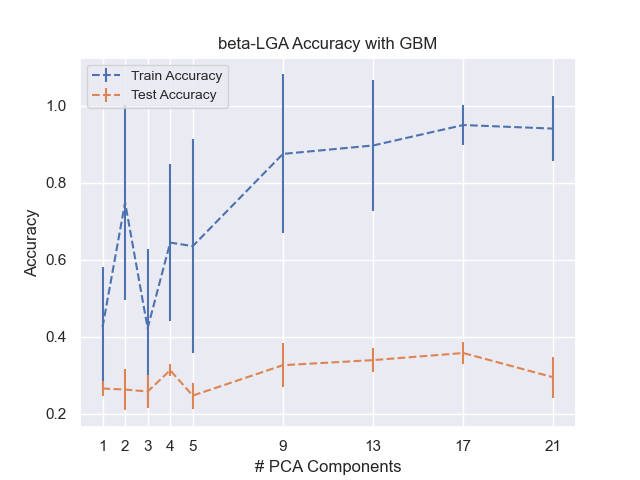 beta-LGA Accuracy with GBM
Train Accuracy
Test Accuracy
1.0
0.8
0.6
0.4
0.2
Accuracy
1 2 3 4 5 9 13 17 21
# PCA Components